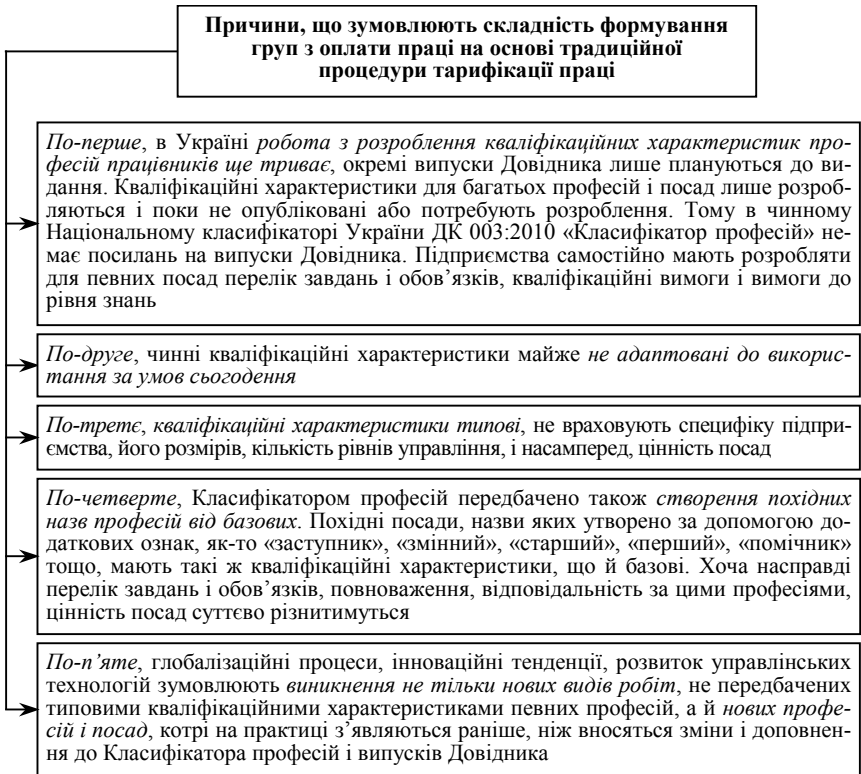 Причини, що зумовлюють складність формування
груп з оплати праці на основі традиційної
процедури тарифікації праці
По-перше, в Україні робота з розроблення кваліфікаційних характеристик про-
фесій працівників ще триває, окремі випуски Довідника лише плануються до ви-
дання. Кваліфікаційні характеристики для багатьох професій і посад лише розроб-
ляються і поки не опубліковані або потребують розроблення. Тому в чинному
Національному класифікаторі України ДК 003:2010 «Класифікатор професій» не-
має посилань на випуски Довідника. Підприємства самостійно мають розробляти
для певних посад перелік завдань і обов’язків, кваліфікаційні вимоги і вимоги до
рівня знань
По-друге, чинні кваліфікаційні характеристики майже не адаптовані до викорис-
тання за умов сьогодення
По-третє, кваліфікаційні характеристики типові, не враховують специфіку підпри-
ємства, його розмірів, кількість рівнів управління, і насамперед, цінність посад
По-четверте, Класифікатором професій передбачено також створення похідних
назв професій від базових. Похідні посади, назви яких утворено за допомогою до-
даткових ознак, як-то «заступник», «змінний», «старший», «перший», «помічник»
тощо, мають такі ж кваліфікаційні характеристики, що й базові. Хоча насправді
перелік завдань і обов’язків, повноваження, відповідальність за цими професіями,
цінність посад суттєво різнитимуться
По-п’яте, глобалізаційні процеси, інноваційні тенденції, розвиток управлінських
технологій зумовлюють виникнення не тільки нових видів робіт, не передбачених
типовими кваліфікаційними характеристиками певних професій, а й нових профе-
сій і посад, котрі на практиці з’являються раніше, ніж вносяться зміни і доповнен-
ня до Класифікатора професій і випусків Довідника